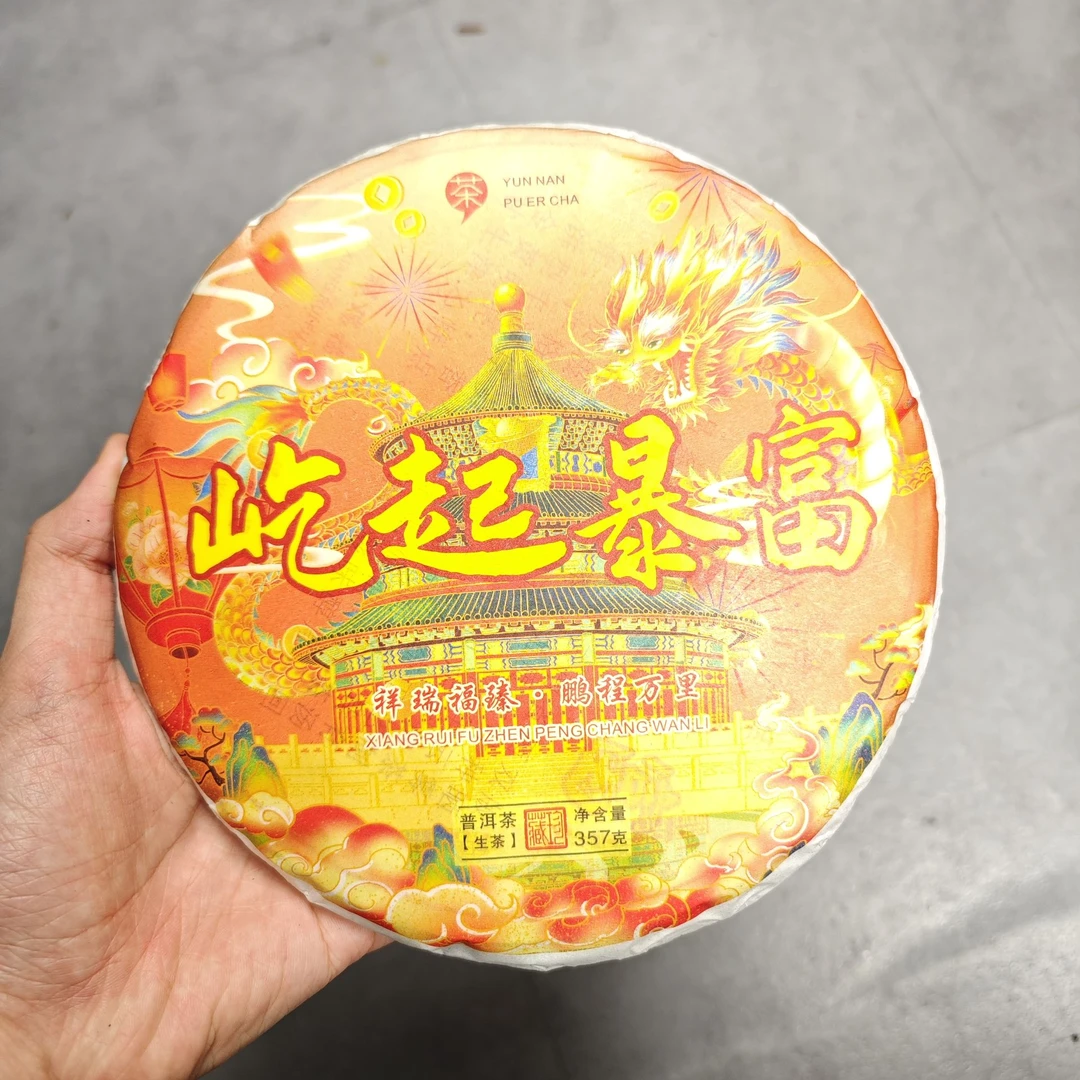 茶
YUN NAN
PU ER CHA
屹起暴富
祥瑞福臻·鹏程万里
XIANG RUI FU ZHEN PENG CHANG WAN LI
普洱茶
【生茶】
珍藏
净含量
357克